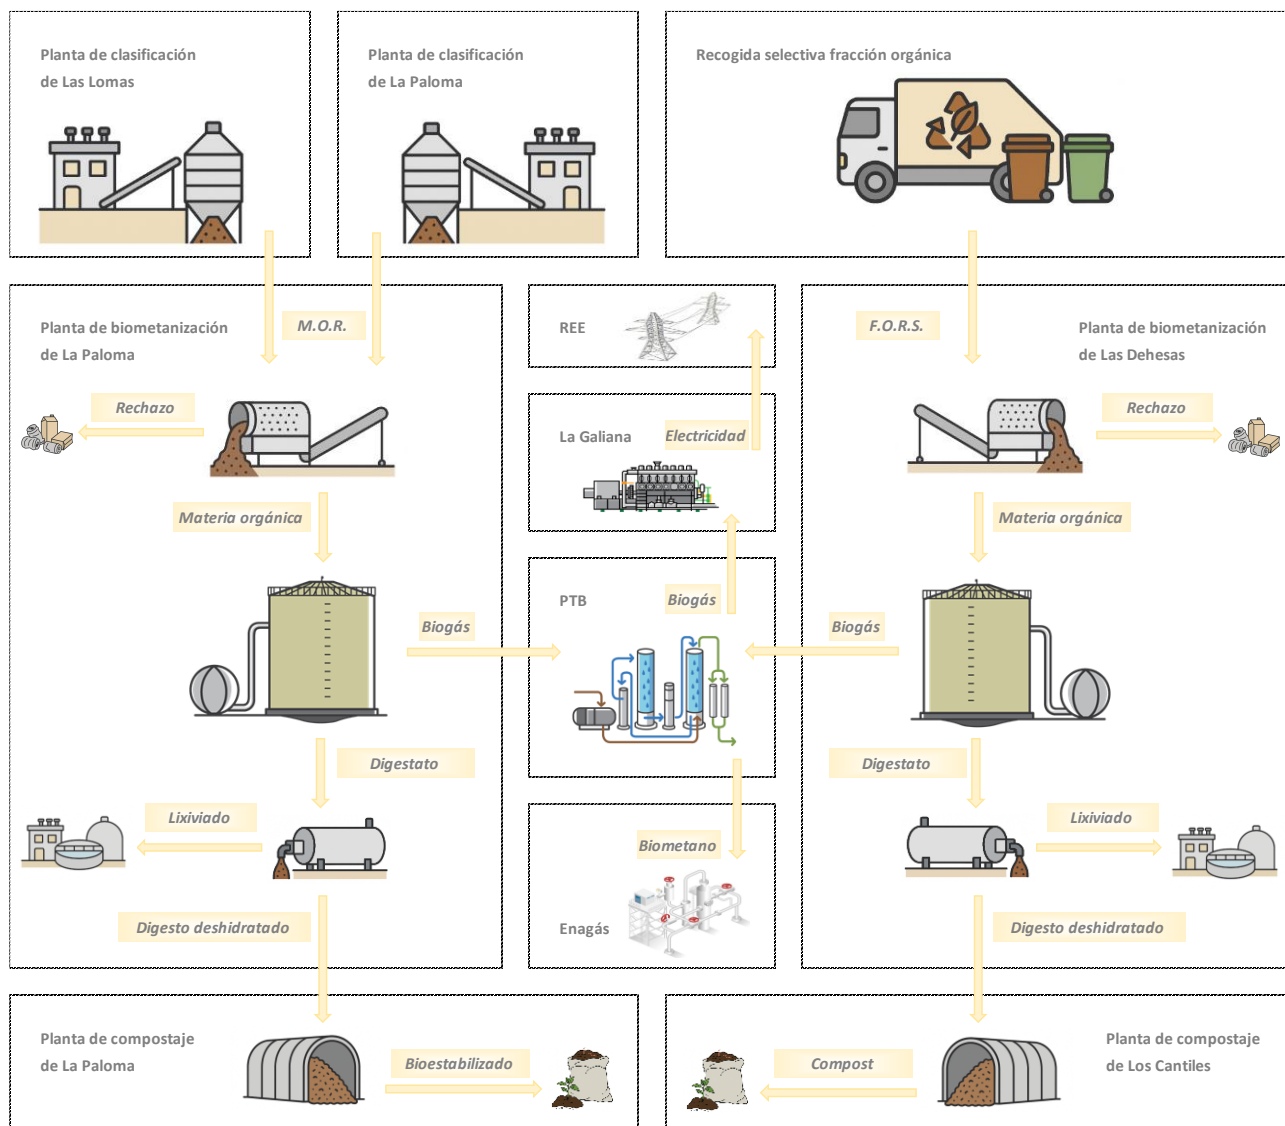 Planta de clasificación
de Las Lomas
Planta de clasificación
de La Paloma
Recogida selectiva fracción orgánica
Planta de biometanización
de La Paloma
M.O.R.
REE
F.O.R.S.
Planta de biometanización
de Las Dehesas
Rechazo
La Galiana
Electricidad
Rechazo
Materia orgánica
Materia orgánica
PTB
Biogás
Biogás
Biogás
Digestato
Digestato
Lixiviado
Lixiviado
Biometano
Enagás
Digesto deshidratado
Digesto deshidratado
Planta de compostaje
de La Paloma
Bioestabilizado
Compost
Planta de compostaje
de Los Cantiles